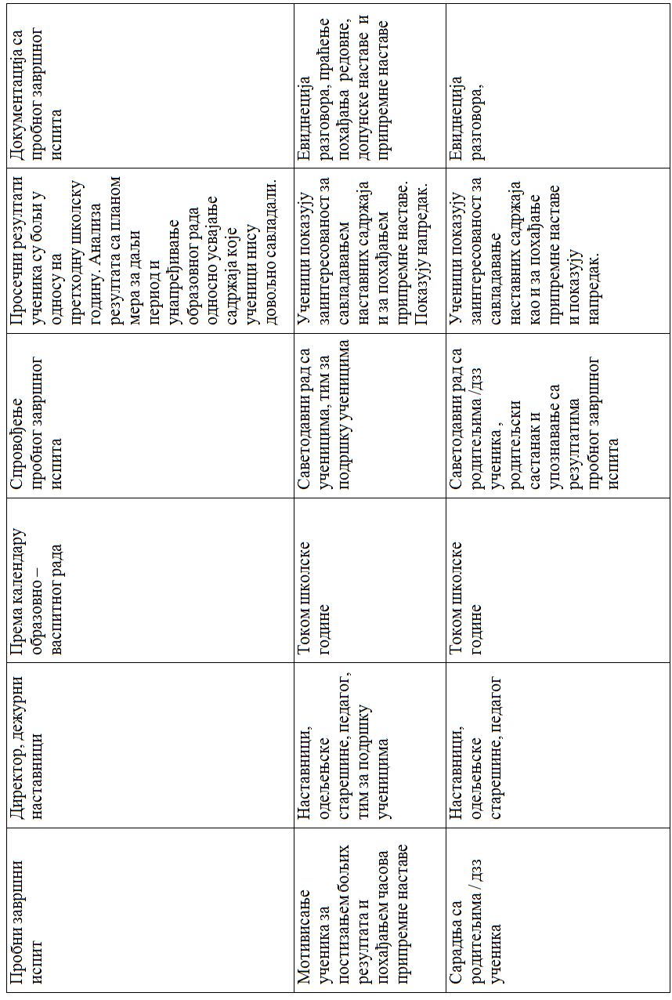 Пробни завршни
испит
Директор, дежурни
наставници
Према календару
образовно –
васпитног рада
Спровођење
пробног завршног
испита
Просечни резултати
ученика су бољи у
односу на
претходну школску
годину. Анализа
резултата са планом
мера за даљи
период и
унапређивање
образовног рада
односно усвајање
садржаја које
ученици нису
довољно савладали.
Документација са
пробног завршног
испита
Мотивисање
ученика за
постизањем бољих
резултата и
похађањем часова
припремне наставе
Наставници,
одељењске
старешине, педагог,
тим за подршку
ученицима
Током школске
године
Саветодавни рад са
ученицима, тим за
подршку ученицима
Ученици показују
заинтересованост за
савладавањем
наставних садржаја
и за похађањем
припремне наставе.
Показују напредак.
Евиднеција
разговора, праћење
похађања редовне,
допунске наставе и
припремне наставе
Сарадња са
родитељима / дзз
ученика
Наставници,
одељењске
старешине, педагог
Током школске
године
Саветодавни рад са
родитељима /дзз
ученика ,
родитељски
састанак и
упознавање са
резултатима
пробног завршног
испита
Ученици показују
заинтересованост за
савладавање
наставних садржаја
као и за похађање
припремне наставе
и показују
напредак.
Евиднеција
разговора,